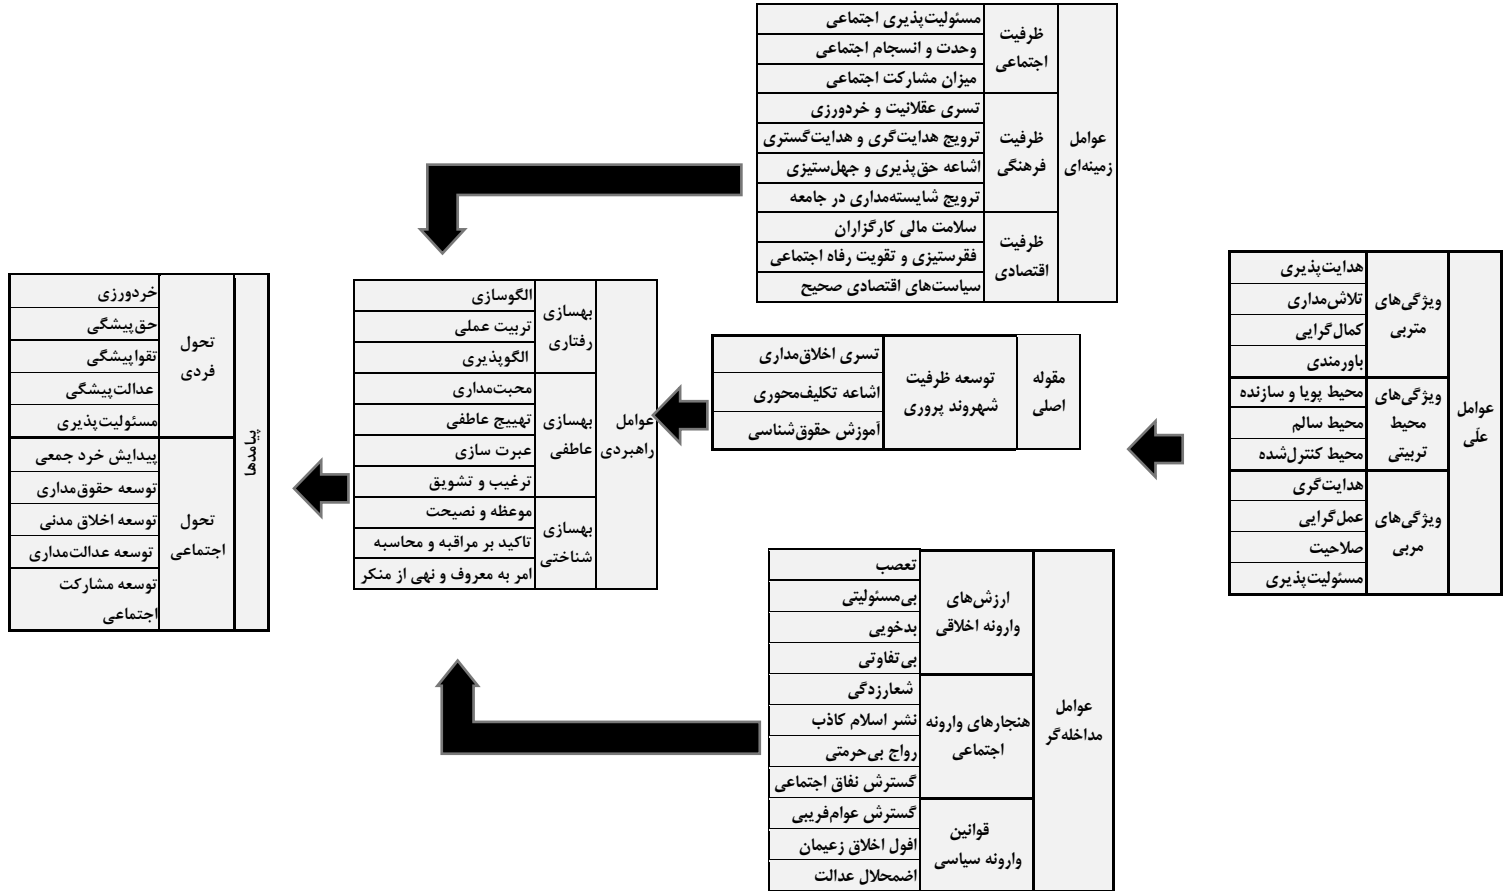 عوامل
علّی
ویژگی‌های
متربی
هدایت‌پذیری
تلاش‌مداری
کمال‌گرایی
باورمندی
ویژگی‌های
محیط
تربیتی
محیط پویا و سازنده
محیط سالم
محیط کنترل‌شده
ویژگی‌های
مربی
هدایت‌گری
عمل‌گرایی
صلاحیت
مسئولیت‌پذیری
عوامل
زمینه‌ای
ظرفیت
اجتماعی
مسئولیت‌پذیری اجتماعی
وحدت و انسجام اجتماعی
میزان مشارکت اجتماعی
ظرفیت
فرهنگی
تسری عقلانیت و خردورزی
ترویج هدایت‌گری و هدایت‌گستری
اشاعه حق‌پذیری و جهل‌ستیزی
ترویج شایسته‌مداری در جامعه
ظرفیت
اقتصادی
سلامت مالی کارگزاران
فقرستیزی و تقویت رفاه اجتماعی
سیاست‌های اقتصادی صحیح
مقوله
اصلی
توسعه ظرفیت
شهروند پروری
تسری اخلاق‌مداری
اشاعه تکلیف‌محوری
آموزش حقوق‌شناسی
عوامل
مداخله‌گر
ارزش‌های
وارونه اخلاقی
تعصب
بی‌مسئولیتی
بدخویی
بی‌تفاوتی
هنجارهای وارونه
اجتماعی
شعارزدگی
نشر اسلام کاذب
رواج بی‌حرمتی
گسترش نفاق اجتماعی
قوانین
وارونه سیاسی
گسترش عوام‌فریبی
افول اخلاق زعیمان
اضمحلال عدالت
عوامل
راهبردی
بهسازی
رفتاری
الگوسازی
تربیت عملی
الگوپذیری
بهسازی
عاطفی
محبت‌مداری
تهییج عاطفی
عبرت سازی
ترغیب و تشویق
بهسازی
شناختی
موعظه و نصیحت
تاکید بر مراقبه و محاسبه
امر به معروف و نهی از منکر
پیامدها
تحول
فردی
خردورزی
حق‌پیشگی
تقواپیشگی
عدالت‌پیشگی
مسئولیت‌پذیری
تحول
اجتماعی
پیدایش خرد جمعی
توسعه حقوق‌مداری
توسعه اخلاق مدنی
توسعه عدالت‌مداری
توسعه مشارکت
اجتماعی